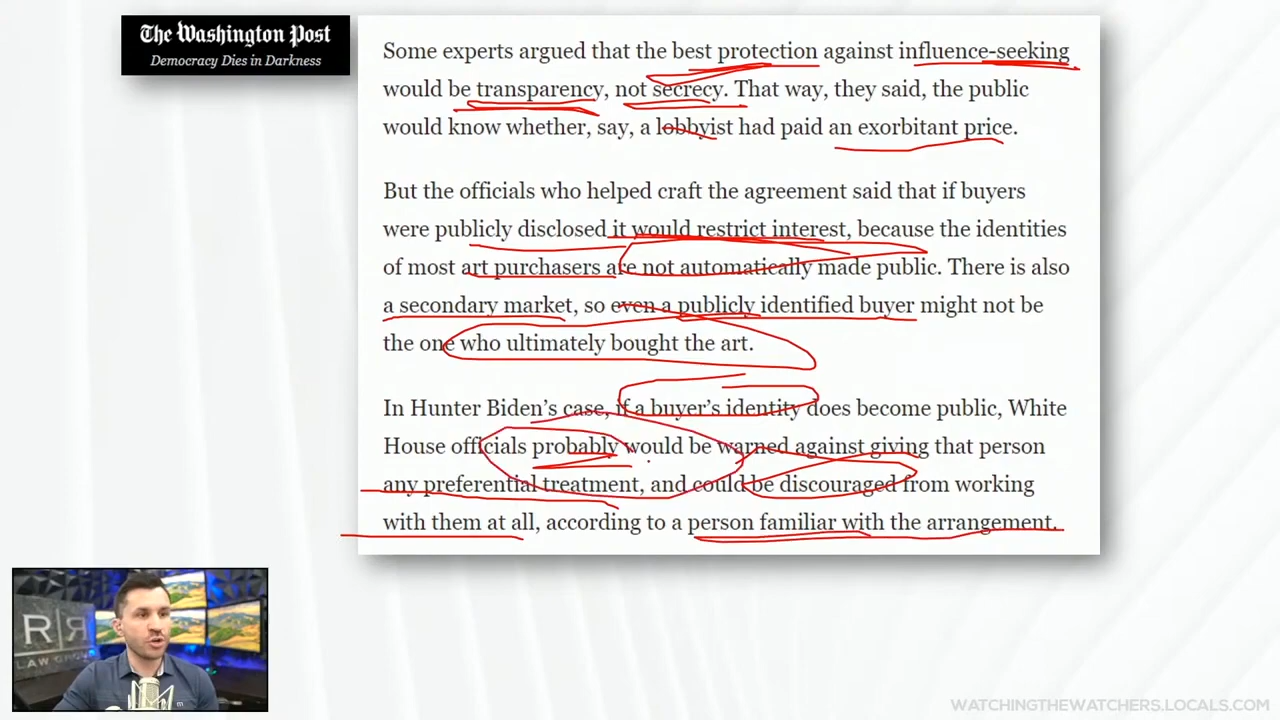 The Washington Post
Democracy Dies in Darkness
Some experts argued that the best protection against influence-seeking
would be transparency, not secrecy. That way, they said, the public
would know whether, say, a lobbyist had paid an exorbitant price.
But the officials who helped craft the agreement said that if buyers
were publicly disclosed it would restrict interest, because the identities
of most art purchasers are not automatically made public. There is also
a secondary market, so even a publicly identified buyer might not be
the one who ultimately bought the art.
In Hunter Biden’s case, if a buyer’s identity does become public, White
House officials probably would be warned against giving that person
any preferential treatment, and could be discouraged from working
with them at all, according to a person familiar with the arrangement.
R|R
LAW GROUP
WATCHINGTHEWATCHERS.LOCALS.COM